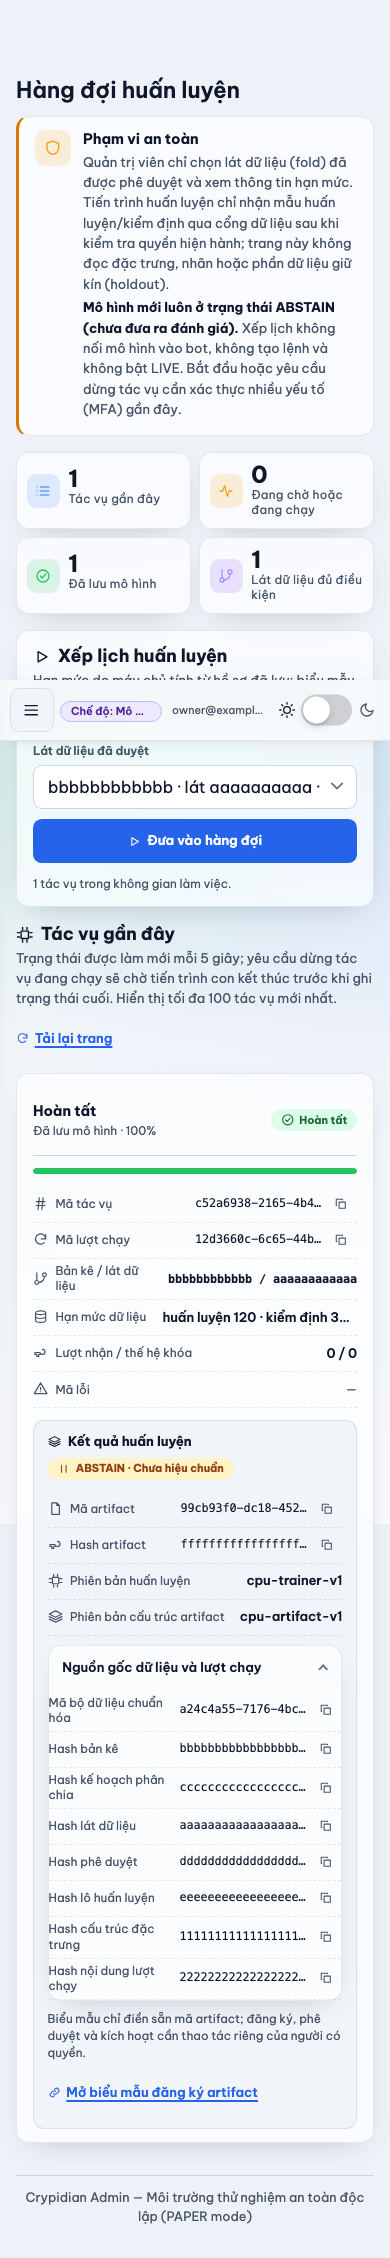 Hàng đợi huấn luyện
Phạm vi an toàn
Quản trị viên chỉ chọn lát dữ liệu (fold) đã
được phê duyệt và xem thông tin hạn mức.
Tiến trình huấn luyện chỉ nhận mẫu huấn
luyện/kiểm định qua cổng dữ liệu sau khi
kiểm tra quyền hiện hành; trang này không
đọc đặc trưng, nhãn hoặc phần dữ liệu giữ
kín (holdout).
Mô hình mới luôn ở trạng thái ABSTAIN
(chưa đưa ra đánh giá). Xếp lịch không
nối mô hình vào bot, không tạo lệnh và
không bật LIVE. Bắt đầu hoặc yêu cầu
dừng tác vụ cần xác thực nhiều yếu tố
(MFA) gần đây.
1
Tác vụ gần đây
0
Đang chờ hoặc
đang chạy
1
Đã lưu mô hình
1
Lát dữ liệu đủ điều
kiện
Xếp lịch huấn luyện
Chế độ: Mô ...
owner@exampl...
Lát dữ liệu đã duyệt
bbbbbbbbbbbb · lát aaaaaaaaaa ·
Đưa vào hàng đợi
1 tác vụ trong không gian làm việc.
Tác vụ gần đây
Trạng thái được làm mới mỗi 5 giây; yêu cầu dừng tác
vụ đang chạy sẽ chờ tiến trình con kết thúc trước khi ghi
trạng thái cuối. Hiển thị tối đa 100 tác vụ mới nhất.
Tải lại trang
Hoàn tất
Đã lưu mô hình · 100%
Hoàn tất
Mã tác vụ c52a6938-2165-4b4…
Mã lượt chạy 12d3660c-6c65-44b…
Bản kê / lát dữ
liệu
bbbbbbbbbbbb / aaaaaaaaaaaa
Hạn mức dữ liệu huấn luyện 120 · kiểm định 3...
Lượt nhận / thế hệ khóa 0 / 0
Mã lỗi —
Kết quả huấn luyện
ABSTAIN · Chưa hiệu chuẩn
Mã artifact 99cb93f0-dc18-452…
Hash artifact fffffffffffffffff…
Phiên bản huấn luyện cpu-trainer-v1
Phiên bản cấu trúc artifact cpu-artifact-v1
Nguồn gốc dữ liệu và lượt chạy
Mã bộ dữ liệu chuẩn
hóa
a24c4a55-7176-4bc…
Hash bản kê bbbbbbbbbbbbbbbbb…
Hash kế hoạch phân
chia
ccccccccccccccccc…
Hash lát dữ liệu aaaaaaaaaaaaaaaaa…
Hash phê duyệt ddddddddddddddddd…
Hash lô huấn luyện eeeeeeeeeeeeeeeee…
Hash cấu trúc đặc
trưng
11111111111111111…
Hash nội dung lượt
chạy
22222222222222222…
Biểu mẫu chỉ điền sẵn mã artifact; đăng ký, phê
duyệt và kích hoạt cần thao tác riêng của người có
quyền.
Mở biểu mẫu đăng ký artifact
Crypidian Admin — Môi trường thử nghiệm an toàn độc
lập (PAPER mode)